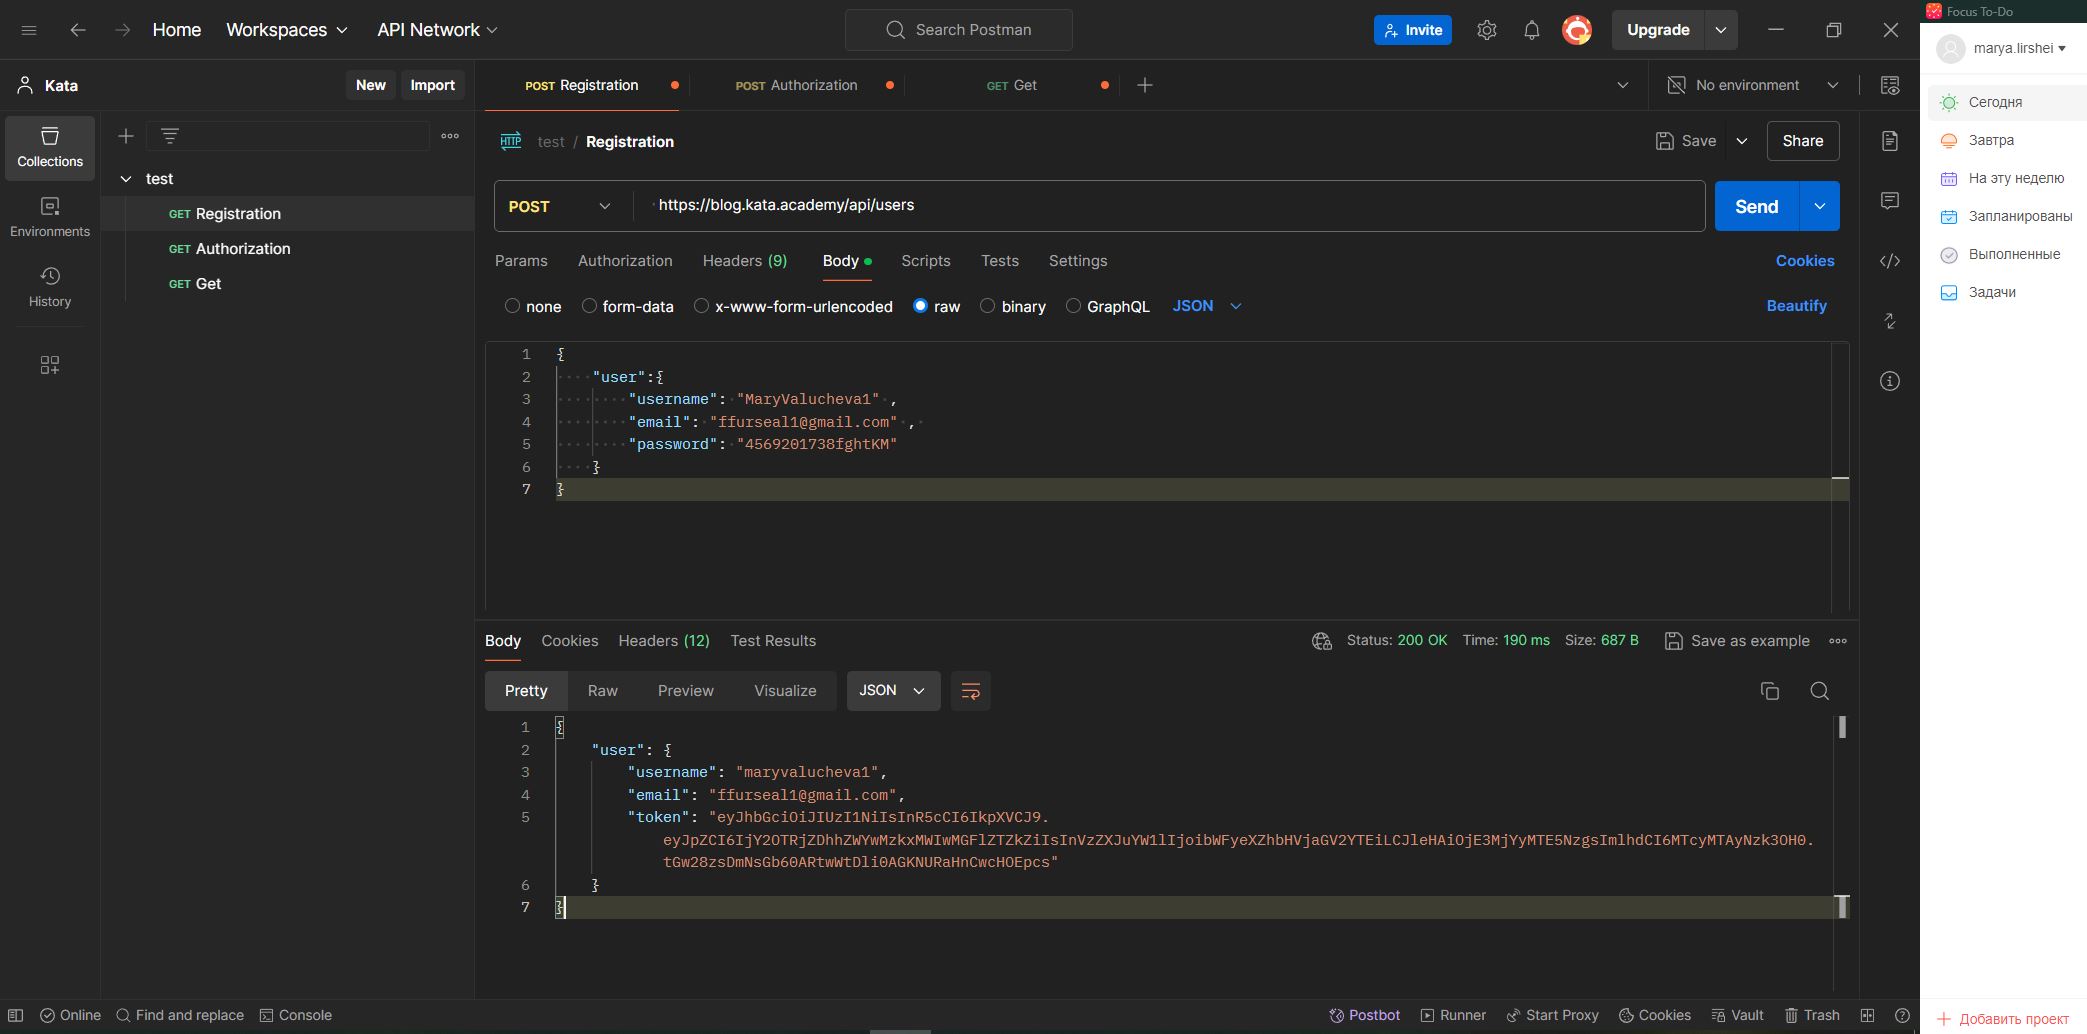 Home Workspaces API Network Search Postman Invite Upgrade
Focus To-Do
marya.lirshei
Сегодня
Завтра
На эту неделю
Запланированы
Выполненные
Задачи
Добавить проект
Kata New Import
POST Registration POST Authorization GET Get No environment
Collections
Environments
History
test
GET Registration
GET Authorization
GET Get
HTTP test / Registration Save Share
POST https://blog.kata.academy/api/users Send
Params Authorization Headers (9) Body Scripts Tests Settings Cookies
none form-data x-www-form-urlencoded raw binary GraphQL JSON Beautify
1 {
2 "user":{
3 "username": "MaryValucheva1" ,
4 "email": "ffurseal1@gmail.com" ,
5 "password": "4569201738fghtKM"
6 }
7 }
Body Cookies Headers (12) Test Results Status: 200 OK Time: 190 ms Size: 687 B Save as example
Pretty Raw Preview Visualize JSON
1 {
2 "user": {
3 "username": "maryvalucheva1",
4 "email": "ffurseal1@gmail.com",
5 "token": "eyJhbGciOiJIUzI1NiIsInR5cCI6IkpXVCJ9.
eyJpZCI6IjY2OTRjZDhhZWYwMzkxMWIwMGFlZTZkZiIsInVzZXJuYW1lIjoibWFyeXZhbHVjaGV2YTEiLCJleHAiOjE3MjYyMTE5NzgsImlhdCI6MTcyMTAyNzk3OH0.
tGw28zsDmNsGb60ARtwWtDli0AGKNURaHnCwcHOEpcs"
6 }
7 }
Online Find and replace Console Postbot Runner Start Proxy Cookies Vault Trash